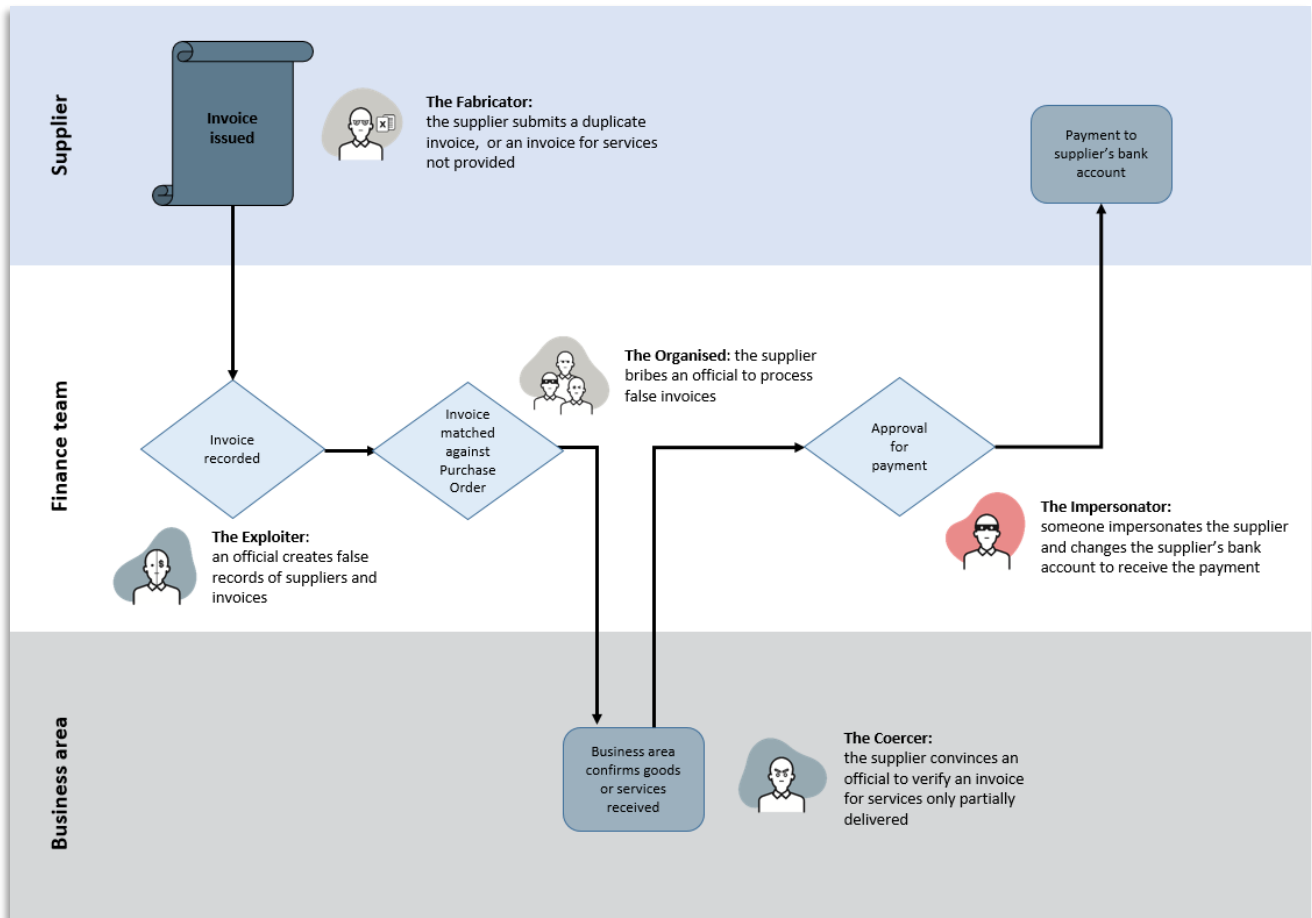 Supplier
Invoice
issued
The Fabricator:
the supplier submits a duplicate
invoice,  or an invoice for services
not provided
Payment to
supplier's bank
account
Finance team
Invoice
recorded
Invoice
matched
against
Purchase
Order
The Organised: the supplier
bribes an official to process
false invoices
Approval
for
payment
The Exploiter:
an official creates false
records of suppliers and
invoices
The Impersonator:
someone impersonates the supplier
and changes the supplier's bank
account to receive the payment
Business area
Business area
confirms goods
or services
received
The Coercer:
the supplier convinces an
official to verify an invoice
for services only partially
delivered